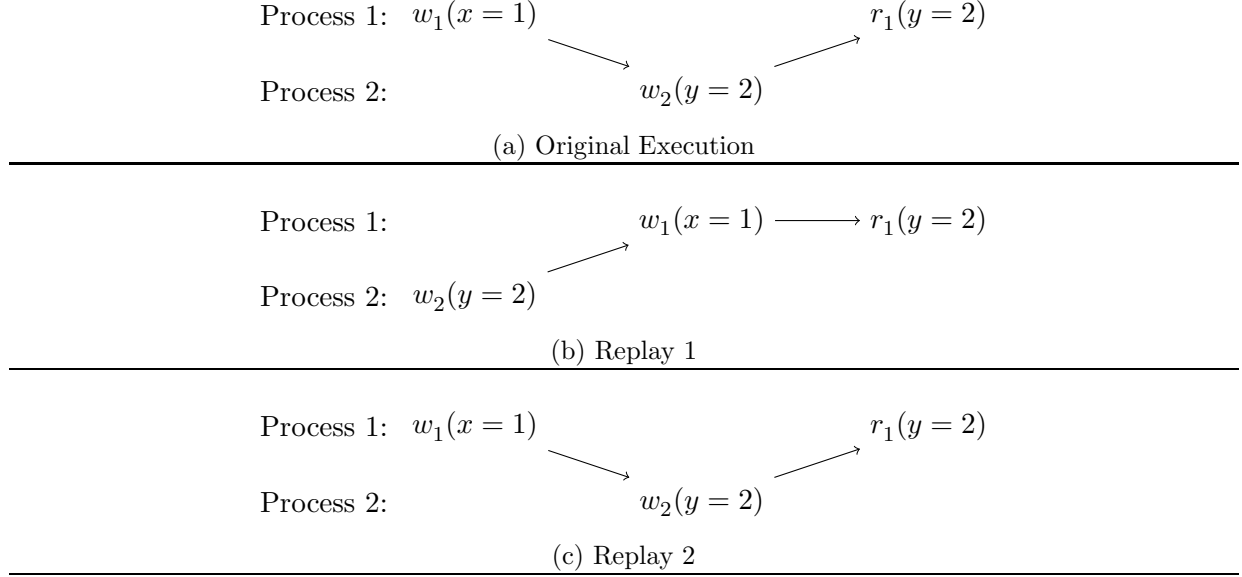 Process 1: w₁(x = 1) r₁(y = 2)
Process 2: w₂(y = 2)
(a) Original Execution
Process 1: w₁(x = 1) r₁(y = 2)
Process 2: w₂(y = 2)
(b) Replay 1
Process 1: w₁(x = 1) r₁(y = 2)
Process 2: w₂(y = 2)
(c) Replay 2